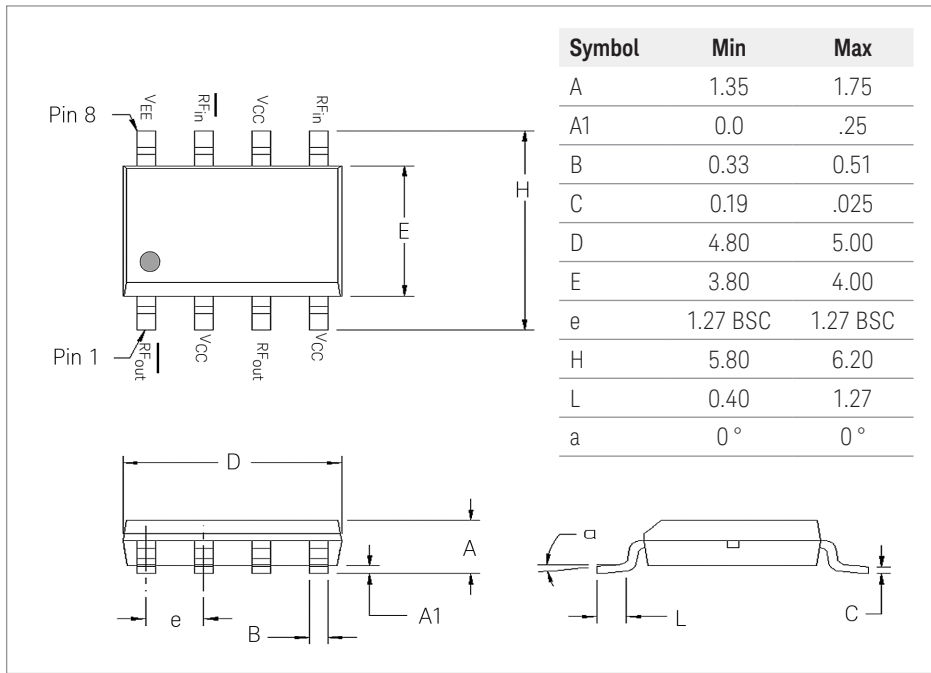 Pin 8
VEE
RFin
VCC
RFin
H
E
Pin 1
RFout
VCC
RFout
VCC
D
A
A1
e
B
a
L
C
Symbol Min Max
A 1.35 1.75
A1 0.0 .25
B 0.33 0.51
C 0.19 .025
D 4.80 5.00
E 3.80 4.00
e 1.27 BSC 1.27 BSC
H 5.80 6.20
L 0.40 1.27
a 0 ° 0 °